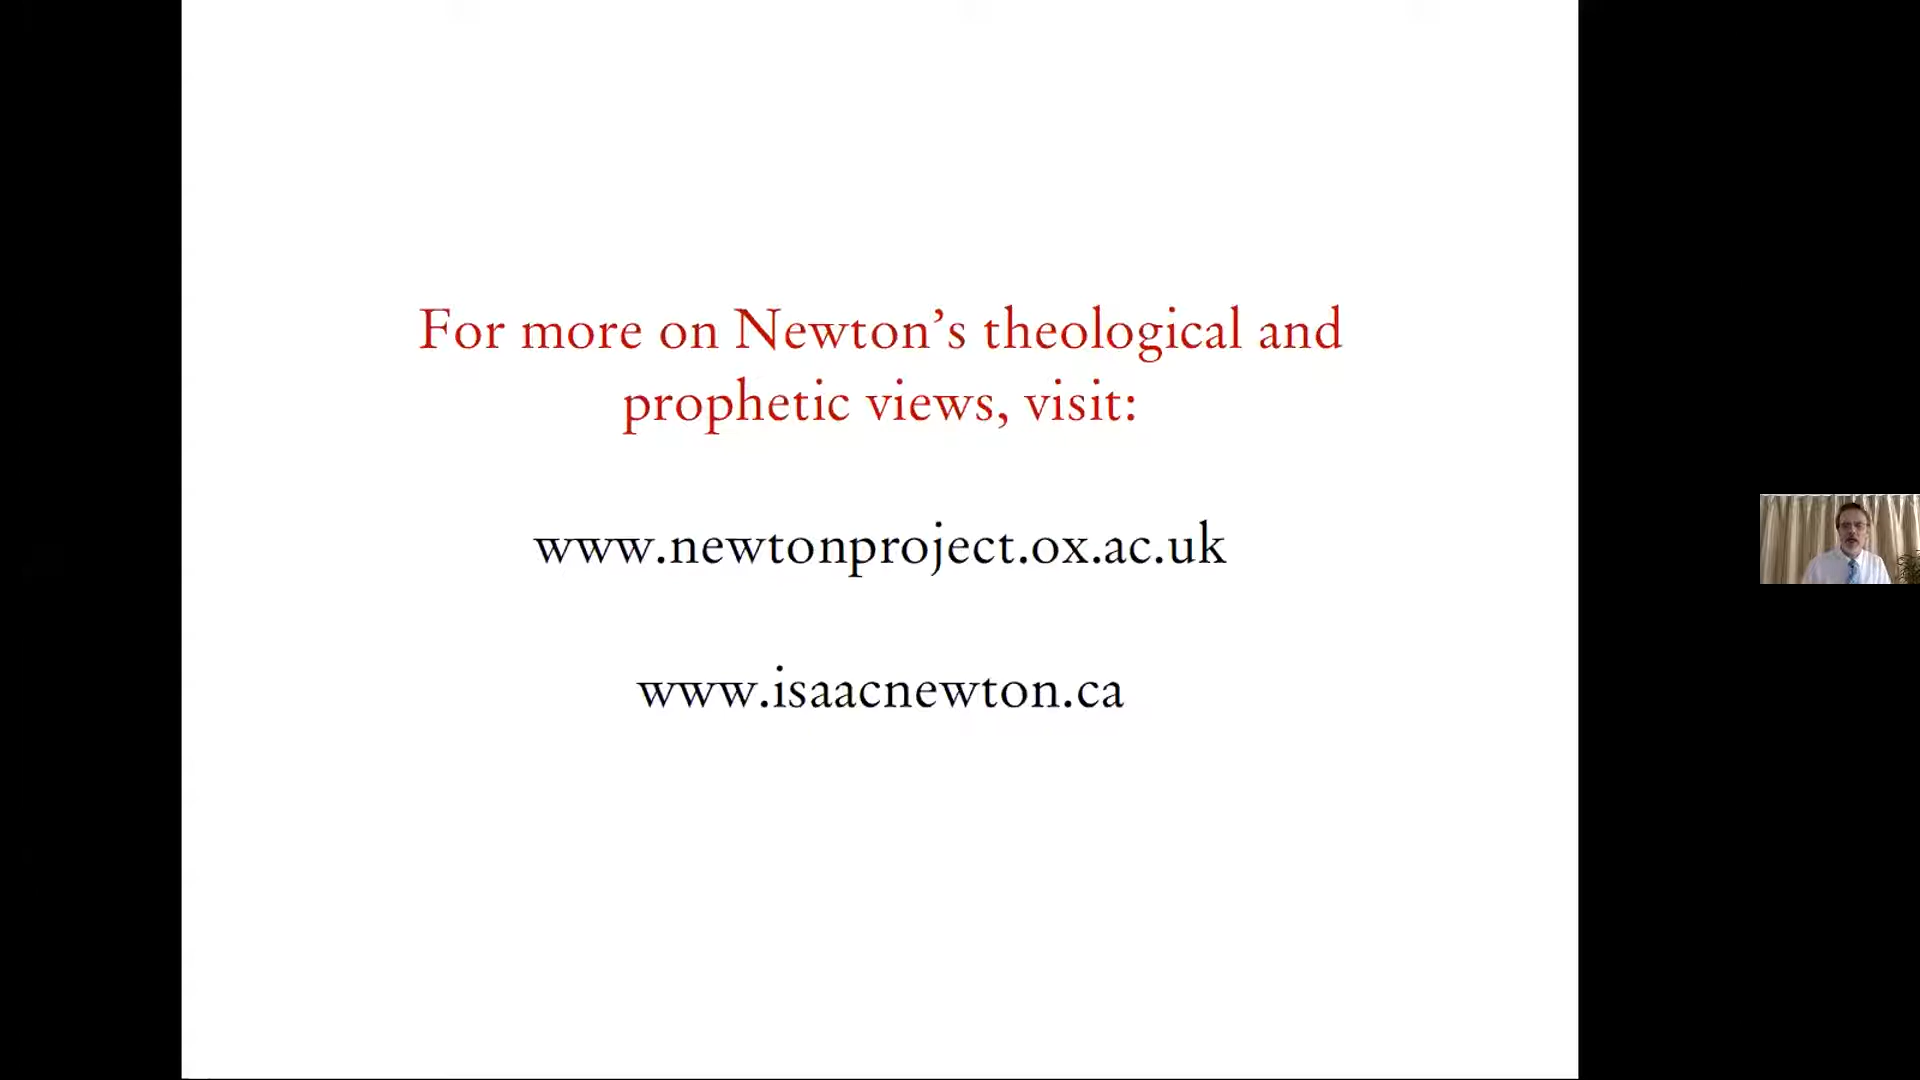 For more on Newton’s theological and
prophetic views, visit:
www.newtonproject.ox.ac.uk
www.isaacnewton.ca